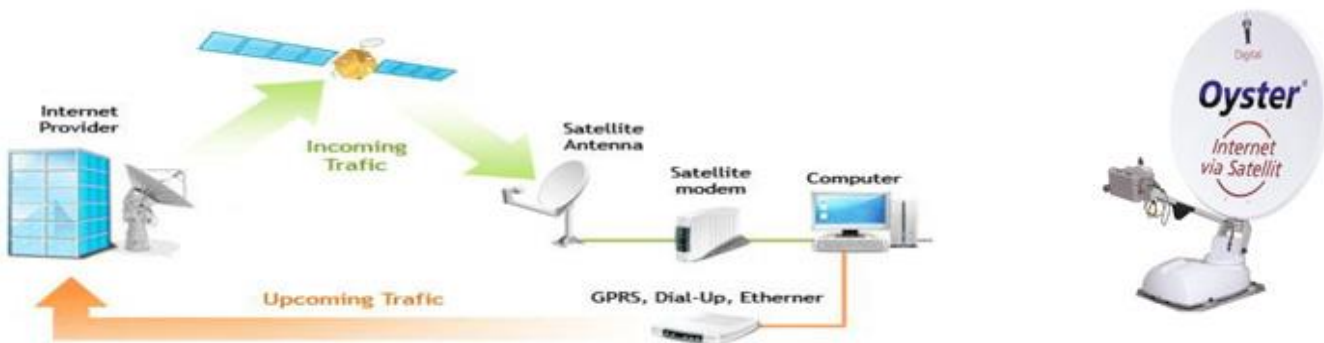 Internet
Provider
Incoming
Trafic
Satellite
Antenna
Satellite
modem
Computer
Upcoming Trafic
GPRS, Dial-Up, Etherner
Digital
Oyster®
Internet
via Satellit